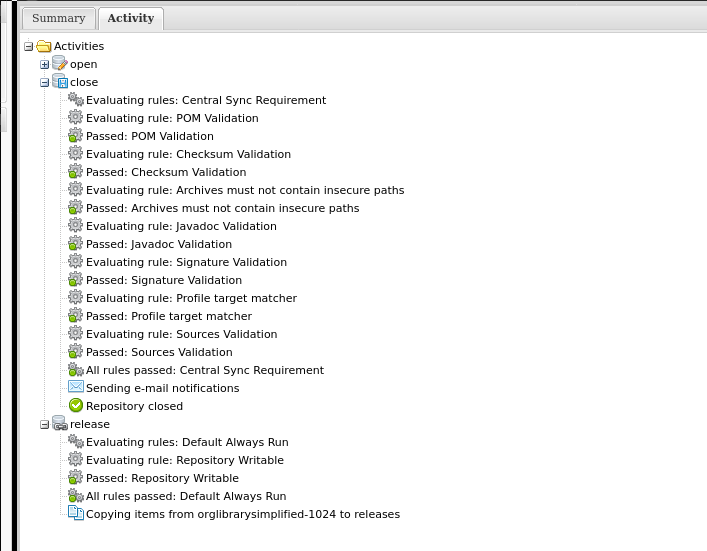 Summary
Activity
Activities
open
close
Evaluating rules: Central Sync Requirement
Evaluating rule: POM Validation
Passed: POM Validation
Evaluating rule: Checksum Validation
Passed: Checksum Validation
Evaluating rule: Archives must not contain insecure paths
Passed: Archives must not contain insecure paths
Evaluating rule: Javadoc Validation
Passed: Javadoc Validation
Evaluating rule: Signature Validation
Passed: Signature Validation
Evaluating rule: Profile target matcher
Passed: Profile target matcher
Evaluating rule: Sources Validation
Passed: Sources Validation
All rules passed: Central Sync Requirement
Sending e-mail notifications
Repository closed
release
Evaluating rules: Default Always Run
Evaluating rule: Repository Writable
Passed: Repository Writable
All rules passed: Default Always Run
Copying items from orglibrarysimplified-1024 to releases